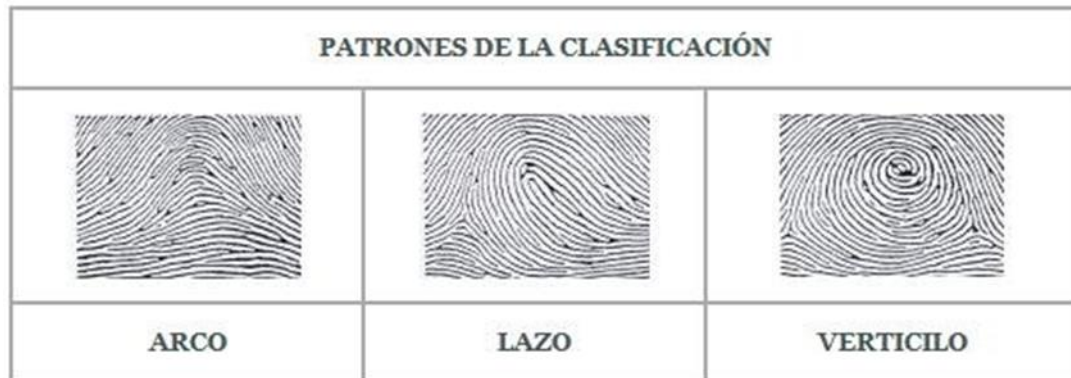 PATRONES DE LA CLASIFICACIÓN
ARCO
LAZO
VERTICILO